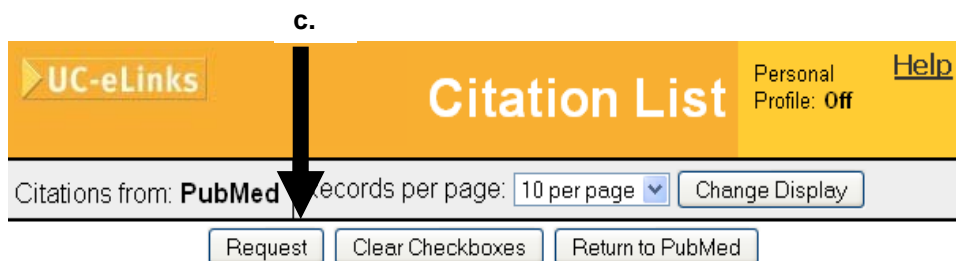 c.
UC-eLinks
Citation List
Personal Profile: Off
Help
Citations from: PubMed
ecords per page: 10 per page
Change Display
Request
Clear Checkboxes
Return to PubMed